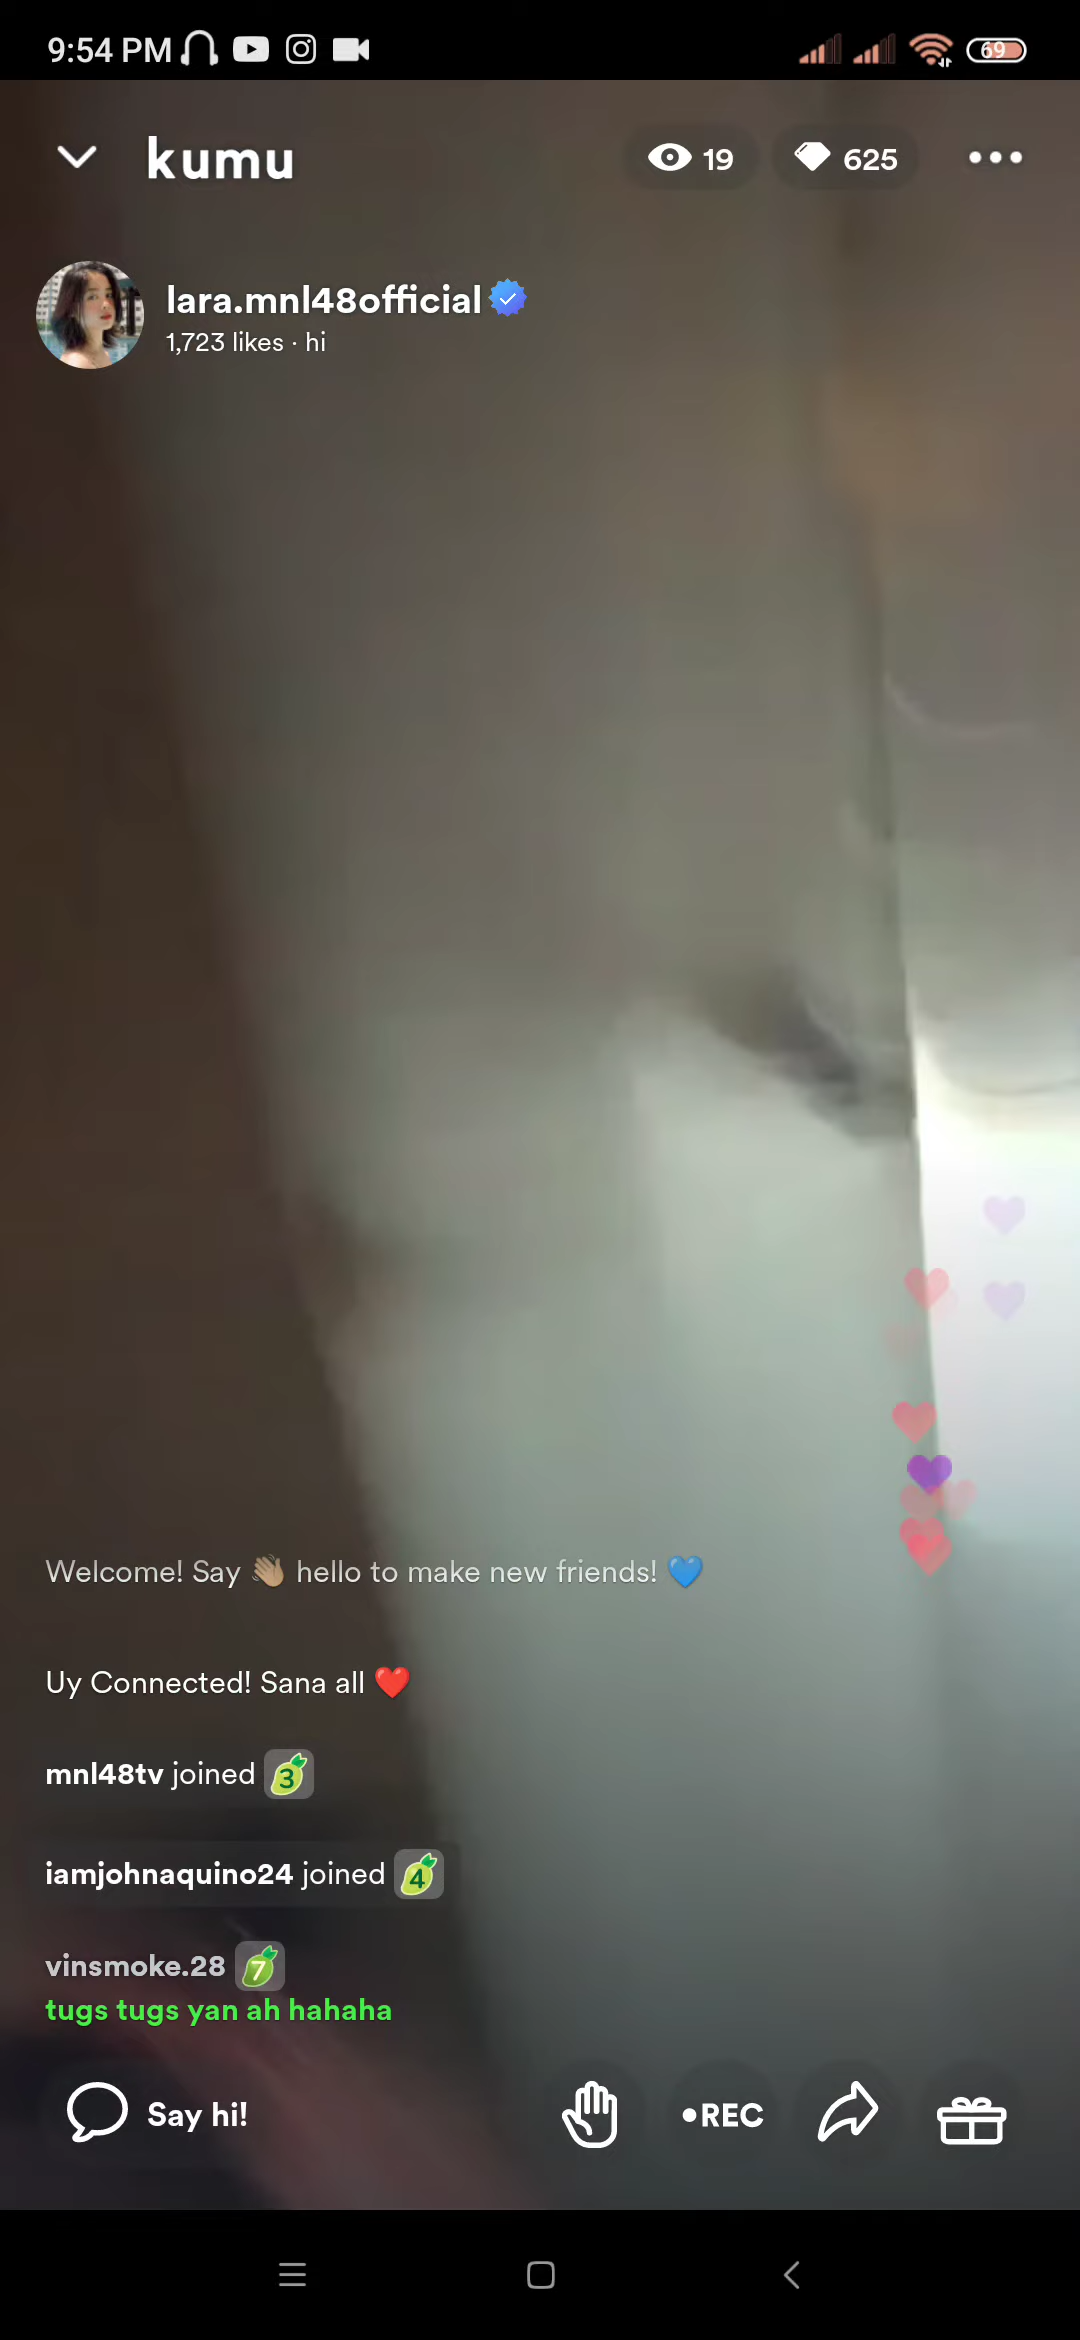 9:54 PM
69
kumu
19
625
lara.mnl48official
1,723 likes · hi
Welcome! Say 👋🏽 hello to make new friends! 💙
Uy Connected! Sana all ❤️
mnl48tv joined 3
iamjohnaquino24 joined 4
vinsmoke.28 7
tugs tugs yan ah hahaha
Say hi!
•REC